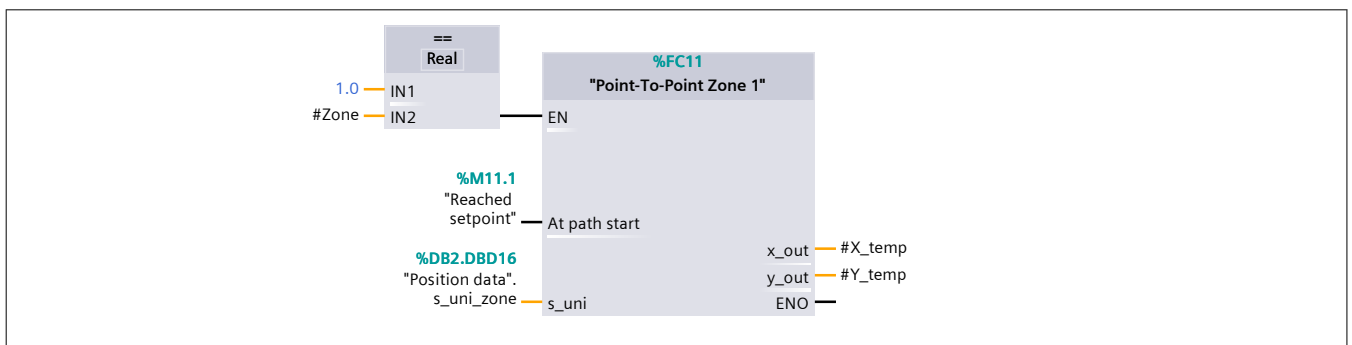 ==
Real
1.0
IN1
#Zone
IN2
%FC11
"Point-To-Point Zone 1"
EN
%M11.1
"Reached
setpoint"
At path start
%DB2.DBD16
"Position data".
s_uni_zone
s_uni
x_out
#X_temp
y_out
#Y_temp
ENO